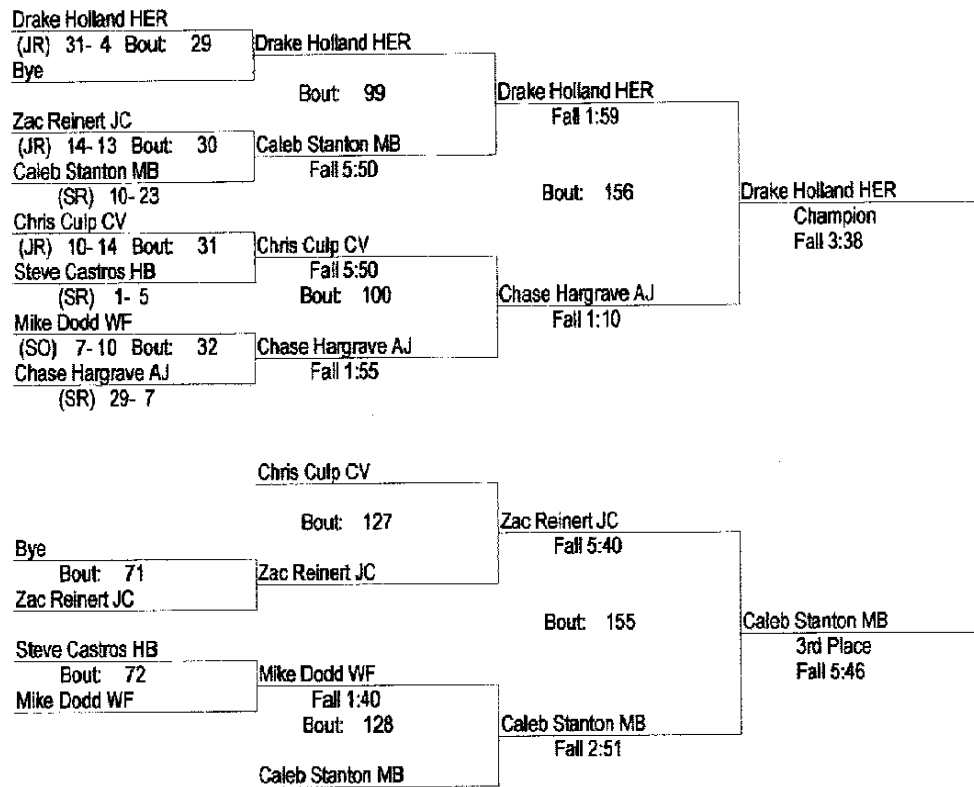 Drake Holland HER
(JR) 31- 4 Bout: 29
Bye
Drake Holland HER
Bout: 99
Zac Reinert JC
(JR) 14- 13 Bout: 30
Caleb Stanton MB
(SR) 10- 23
Caleb Stanton MB
Fall 5:50
Drake Holland HER
Fall 1:59
Bout: 156
Chris Culp CV
(JR) 10- 14 Bout: 31
Steve Castros HB
(SR) 1- 5
Chris Culp CV
Fall 5:50
Bout: 100
Mike Dodd WF
(SO) 7- 10 Bout: 32
Chase Hargrave AJ
(SR) 29- 7
Chase Hargrave AJ
Fall 1:55
Chase Hargrave AJ
Fall 1:10
Drake Holland HER
Champion
Fall 3:38
Chris Culp CV
Bout: 127
Bye
Bout: 71
Zac Reinert JC
Zac Reinert JC
Zac Reinert JC
Fall 5:40
Bout: 155
Steve Castros HB
Bout: 72
Mike Dodd WF
Mike Dodd WF
Fall 1:40
Bout: 128
Caleb Stanton MB
Caleb Stanton MB
Fall 2:51
Caleb Stanton MB
3rd Place
Fall 5:46